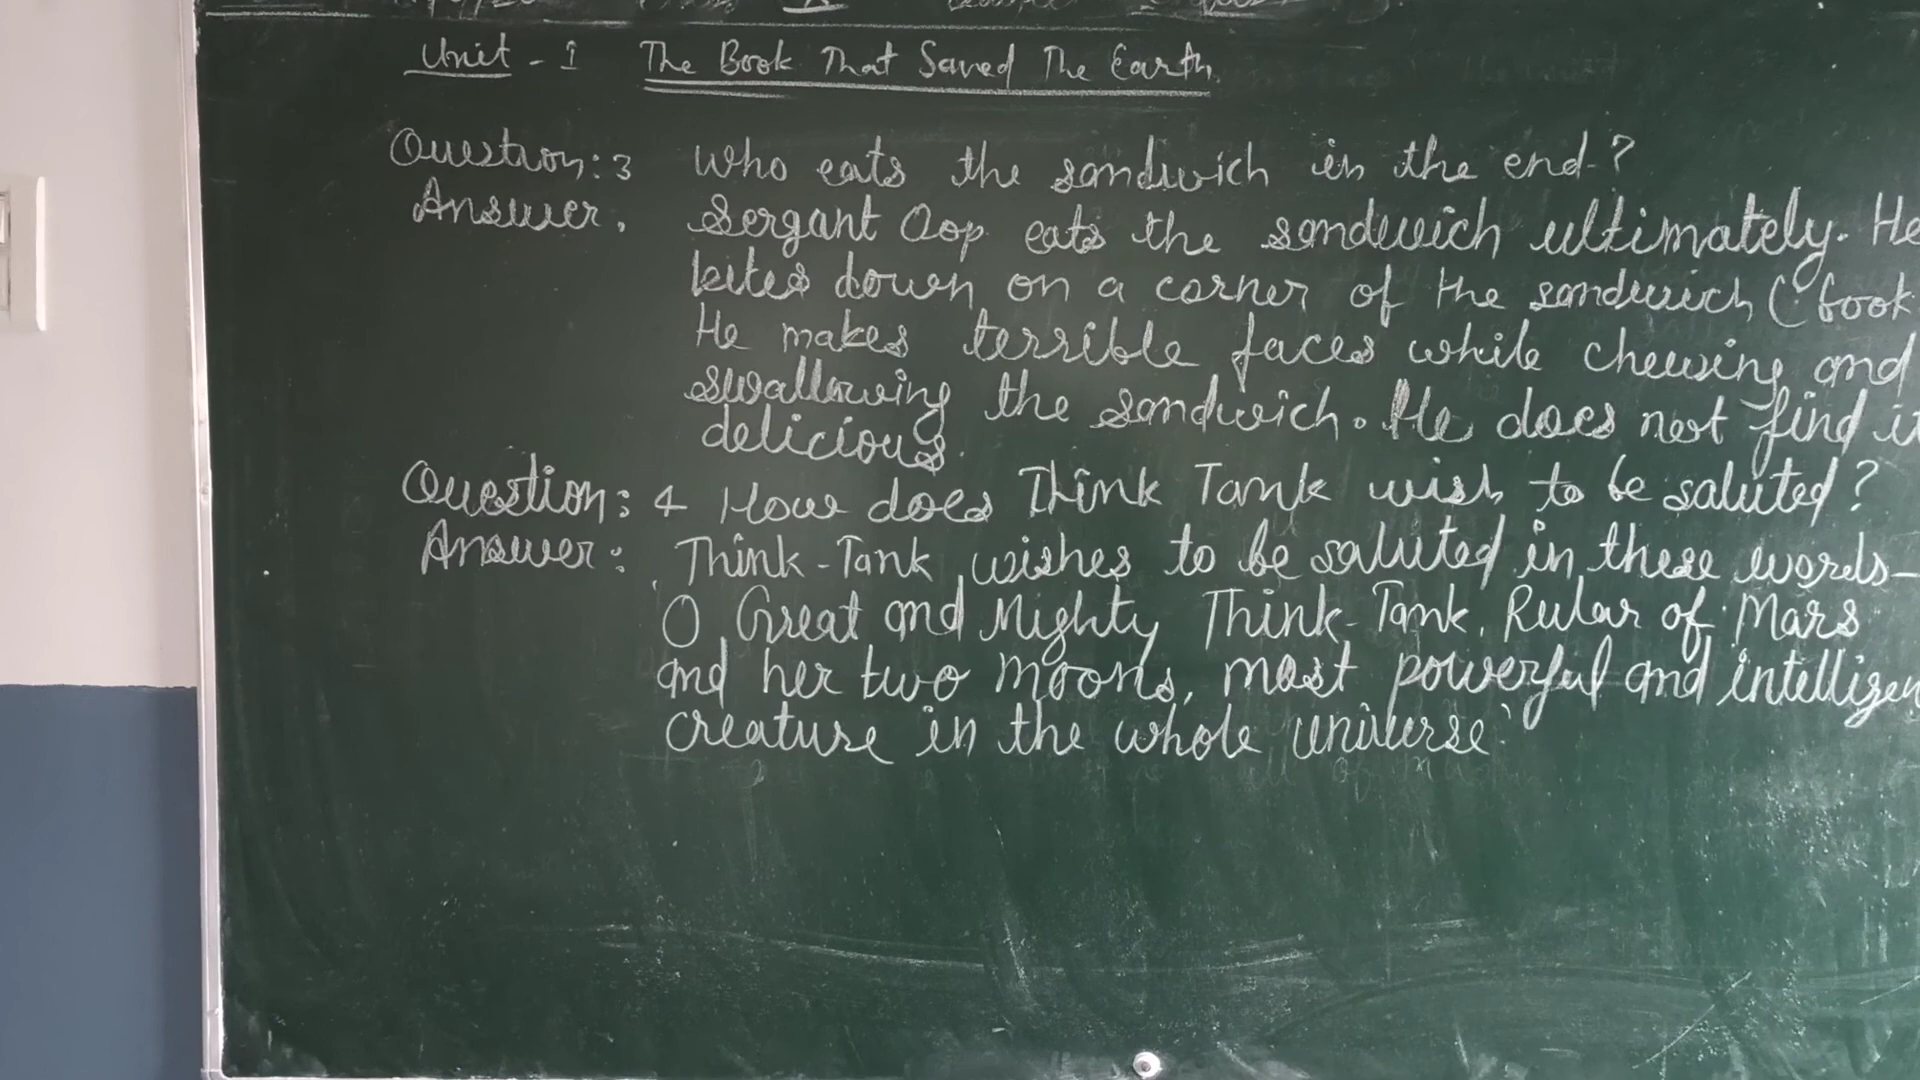 Unit - 1 The Book That Saved The Earth.
Question: 3 Who eats the sandwich in the end?
Answer. Sergant Oop eats the sandwich ultimately. He
bites down on a corner of the sandwich (book
He makes terrible faces while chewing and
swallowing the sandwich. He does not find it
delicious.
Question: 4 How does Think Tank wish to be saluted?
Answer: Think-Tank wishes to be saluted in these words-
'O Great and Mighty Think-Tank, Rular of Mars
and her two moons, most powerful and intelligen
creature in the whole universe'